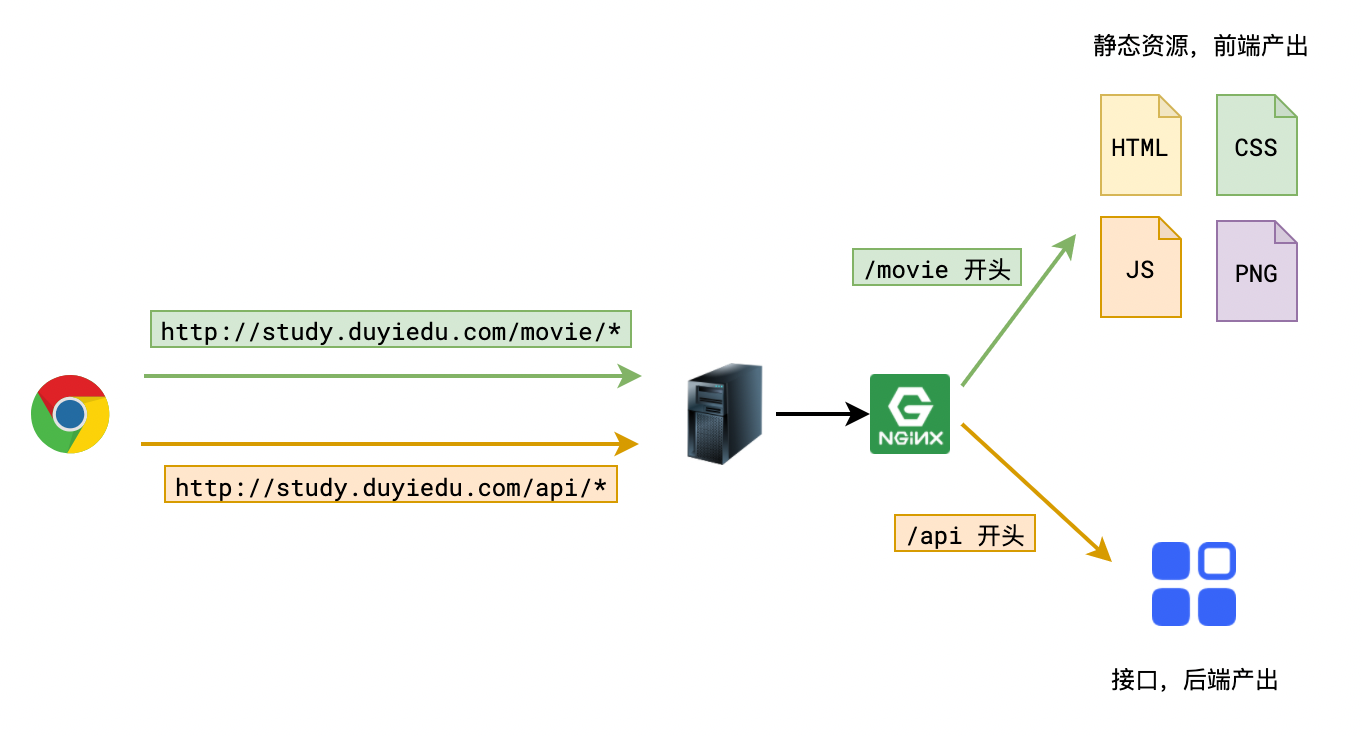 静态资源，前端产出
HTML
CSS
JS
PNG
/movie 开头
http://study.duyiedu.com/movie/*
NGiNX
http://study.duyiedu.com/api/*
/api 开头
接口，后端产出